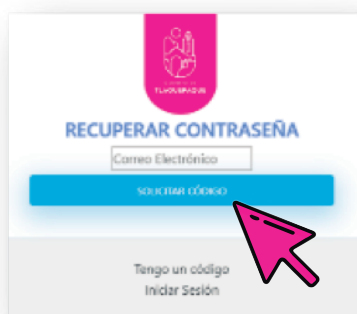 TLAQUEPAQUE
RECUPERAR CONTRASEÑA
Correo Electrónico
SOLICITAR CÓDIGO
Tengo un código
Iniciar Sesión